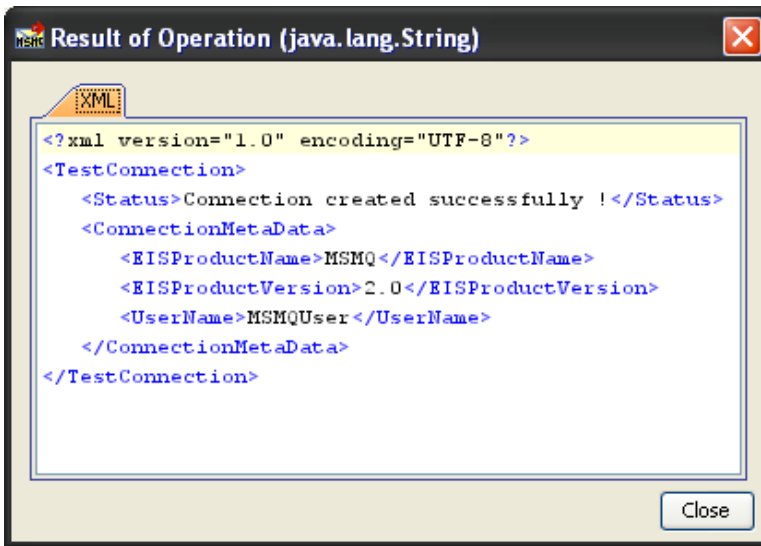 Result of Operation (java.lang.String)
XML
<?xml version="1.0" encoding="UTF-8"?>
<TestConnection>
<Status>Connection created successfully !</Status>
<ConnectionMetaData>
<EISProductName>MSMQ</EISProductName>
<EISProductVersion>2.0</EISProductVersion>
<UserName>MSMQUser</UserName>
</ConnectionMetaData>
</TestConnection>
Close